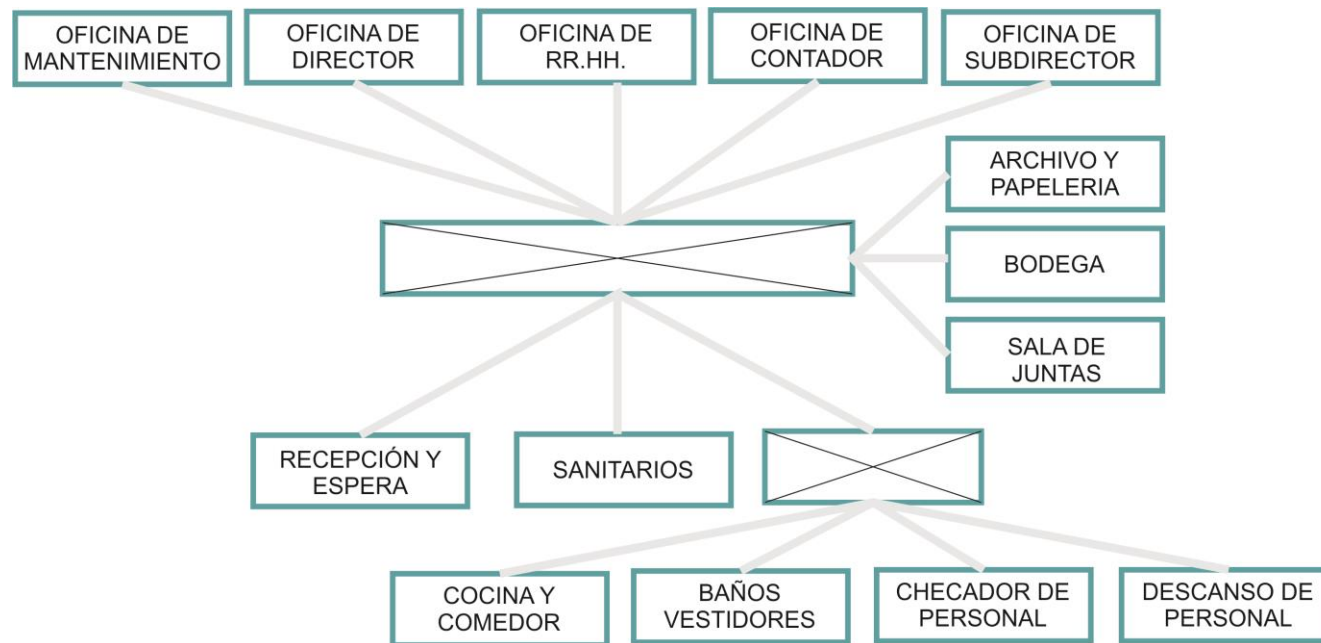 OFICINA DE
MANTENIMIENTO
OFICINA DE
DIRECTOR
OFICINA DE
RR.HH.
OFICINA DE
CONTADOR
OFICINA DE
SUBDIRECTOR
ARCHIVO Y
PAPELERIA
BODEGA
SALA DE
JUNTAS
RECEPCIÓN Y
ESPERA
SANITARIOS
COCINA Y
COMEDOR
BAÑOS
VESTIDORES
CHECADOR DE
PERSONAL
DESCANSO DE
PERSONAL